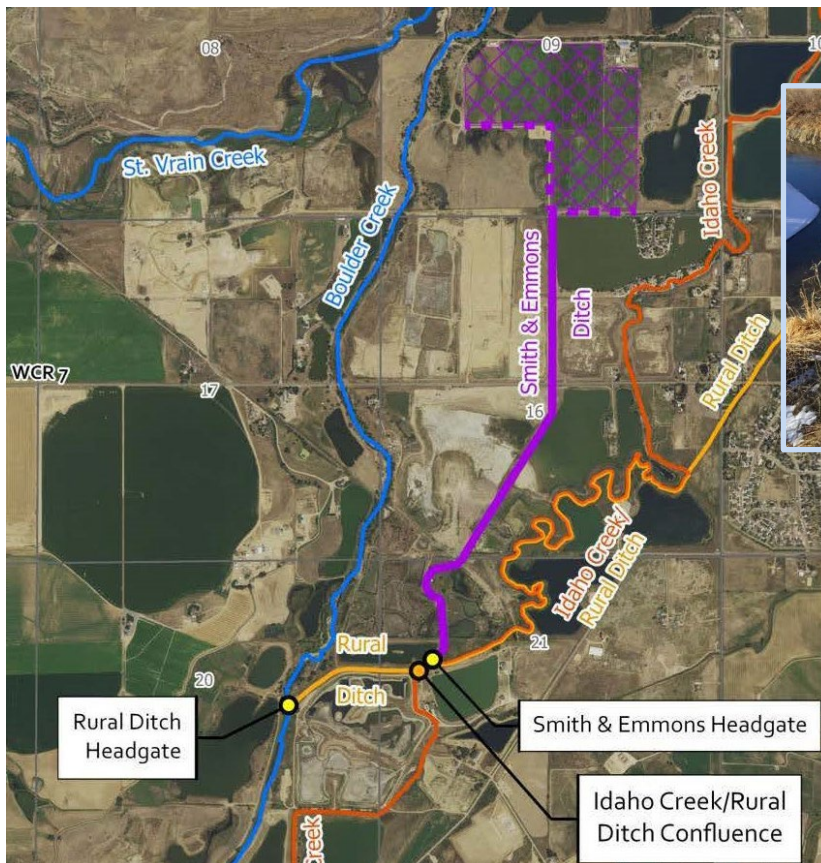 08
09
10
St. Vrain Creek
Boulder Creek
Idaho Creek
Smith & Emmons
Ditch
Rural Ditch
WCR 7
17
16
Idaho Creek/
Rural Ditch
21
Rural
Ditch
20
Rural Ditch
Headgate
Smith & Emmons Headgate
Idaho Creek/Rural
Ditch Confluence
Creek